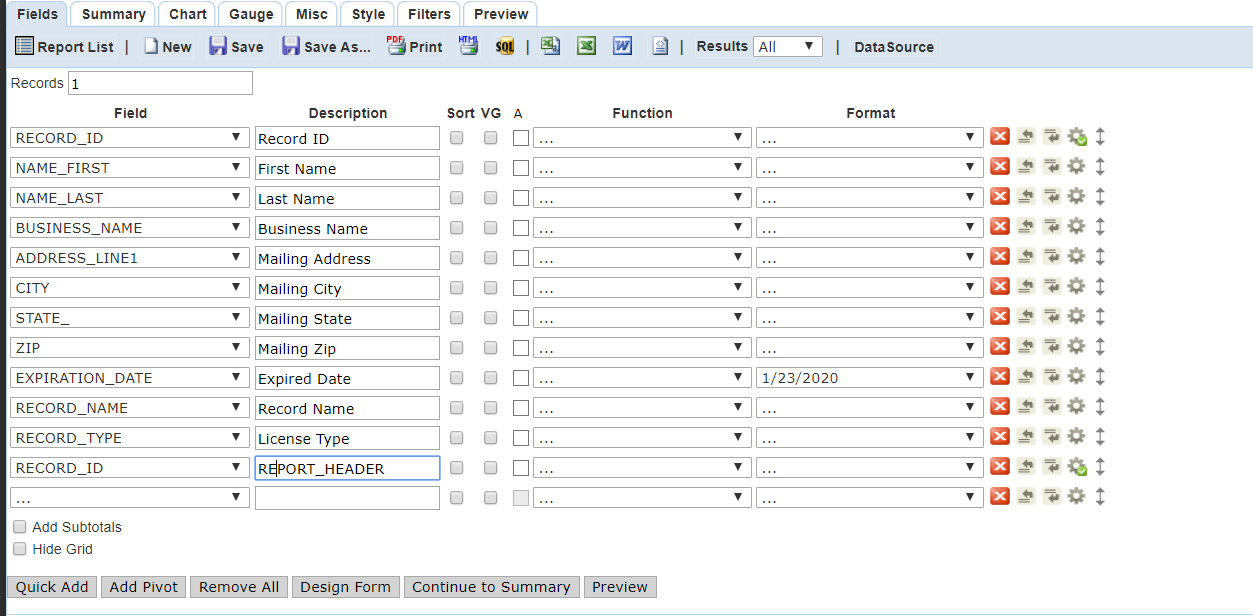 Fields Summary Chart Gauge Misc Style Filters Preview
Report List | New Save Save As... PDF Print HTML SQL | | Results All | DataSource
Records 1
Field Description Sort VG A Function Format
RECORD_ID Record ID ... ...
NAME_FIRST First Name ... ...
NAME_LAST Last Name ... ...
BUSINESS_NAME Business Name ... ...
ADDRESS_LINE1 Mailing Address ... ...
CITY Mailing City ... ...
STATE_ Mailing State ... ...
ZIP Mailing Zip ... ...
EXPIRATION_DATE Expired Date ... 1/23/2020
RECORD_NAME Record Name ... ...
RECORD_TYPE License Type ... ...
RECORD_ID REPORT_HEADER ... ...
... ... ...
Add Subtotals
Hide Grid
Quick Add Add Pivot Remove All Design Form Continue to Summary Preview